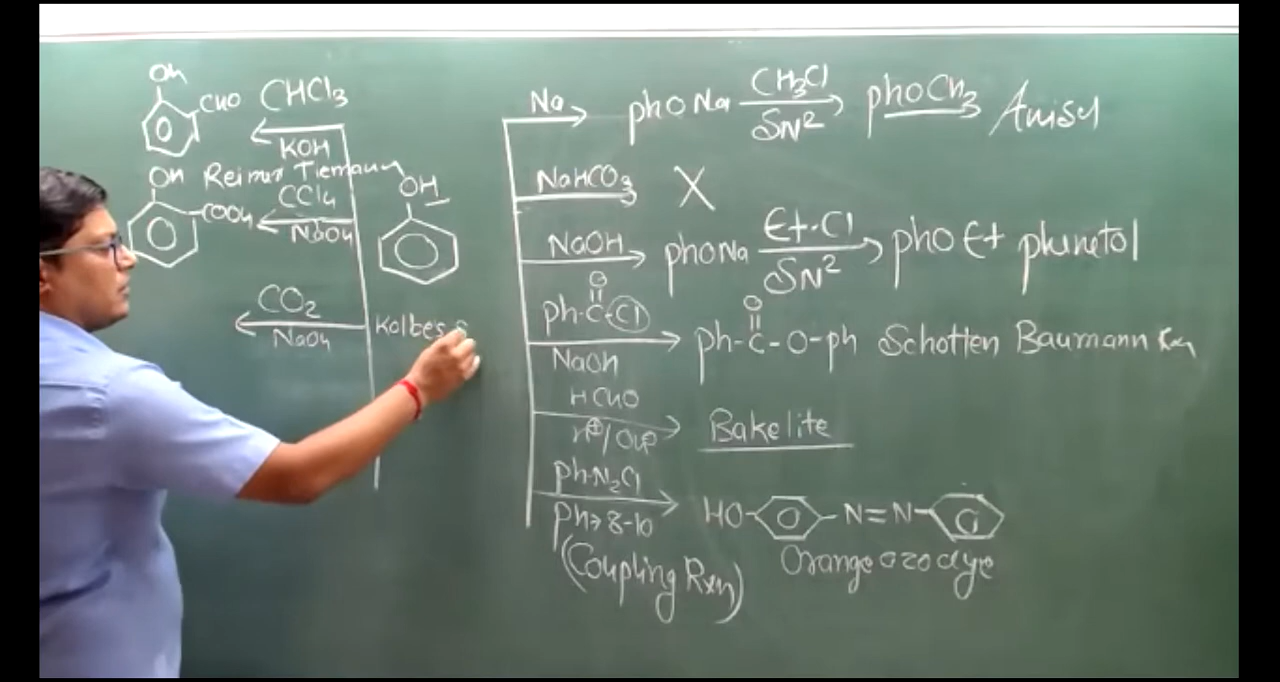 OH
CHO CHCl3
KOH
Reimer Tiemann
OH CCl4
COOH NaOH
OH
CO2
NaOH Kolbe's S
Na phONa CH3Cl phOCH3 Anisol
SN2
NaHCO3 X
NaOH phONa Et-Cl phOEt phenetol
SN2
O
ph-C-Cl
NaOH
O
ph-C-O-ph Schotten Baumann Rxn
HCHO
H⊕/OH⊖ Bakelite
ph-N2Cl
PH→8-10
HO N=N
(Coupling Rxn) Orange azo dye